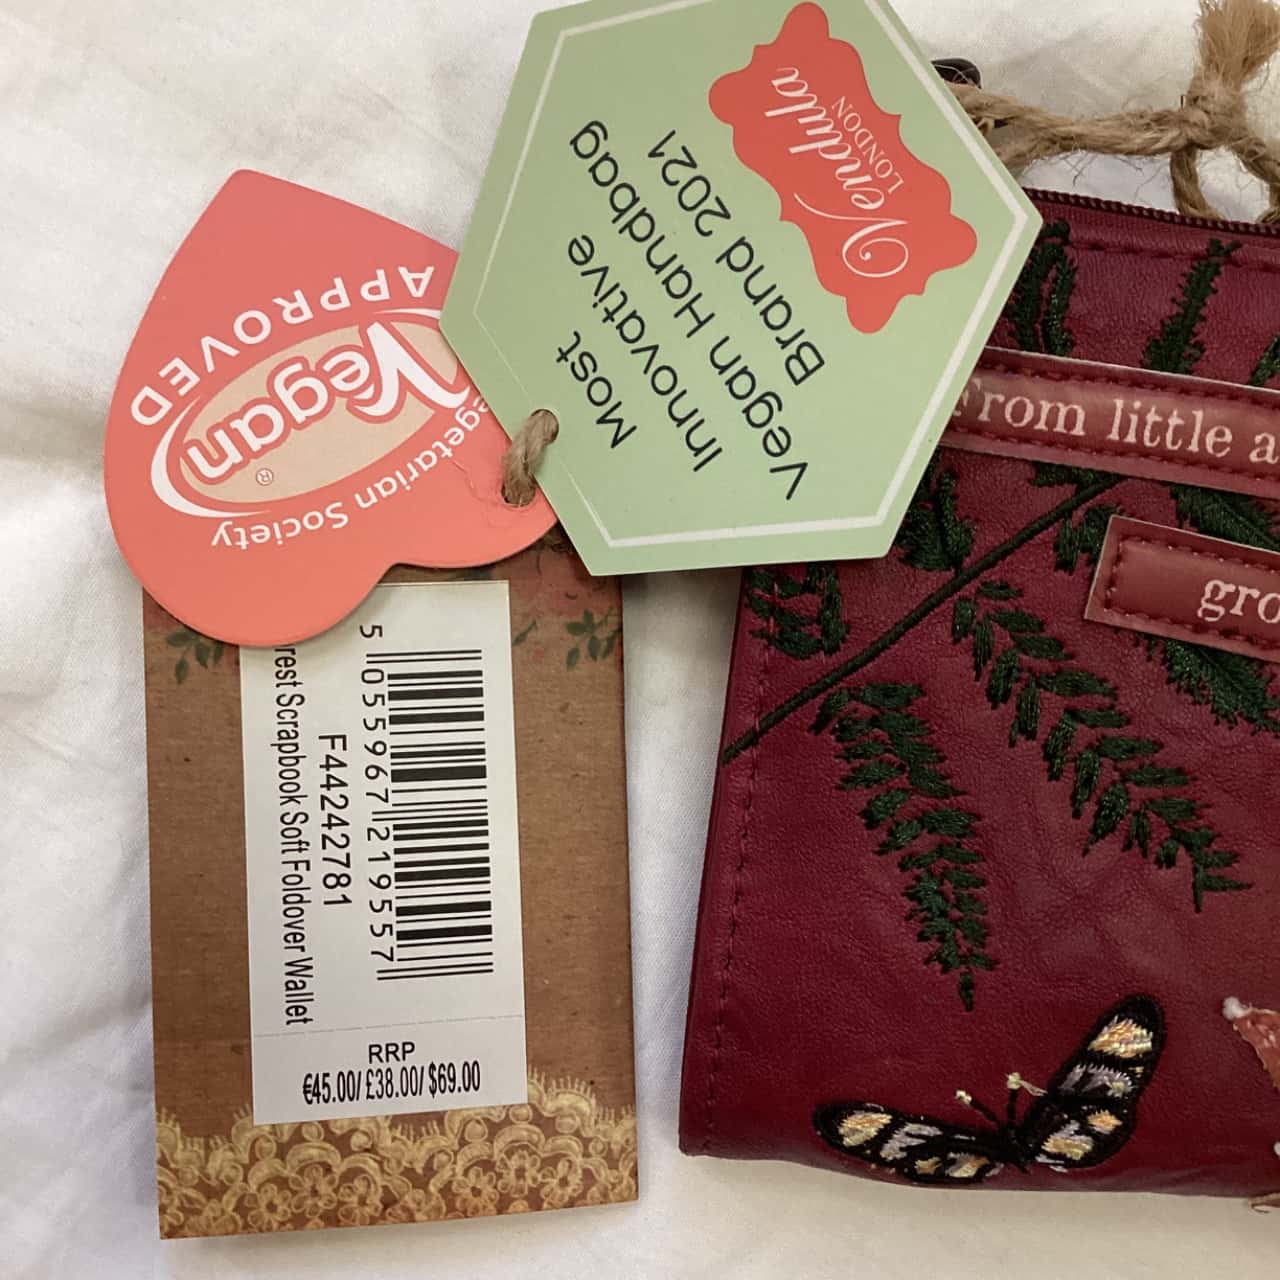 Vendula
LONDON
Most
Innovative
Vegan Handbag
Brand 2021
Vegetarian Society
Vegan
®
APPROVED
5 055967 219557
F44242781
rest Scrapbook Soft Foldover Wallet
RRP
€45.00/ £38.00/ $69.00
From little a
gro